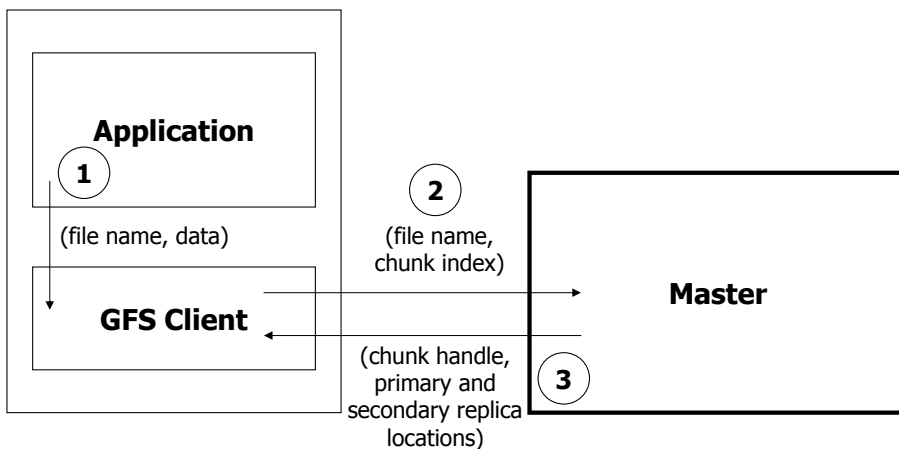 Application
1
(file name, data)
GFS Client
2
(file name,
chunk index)
Master
(chunk handle,
primary and
secondary replica
locations)
3